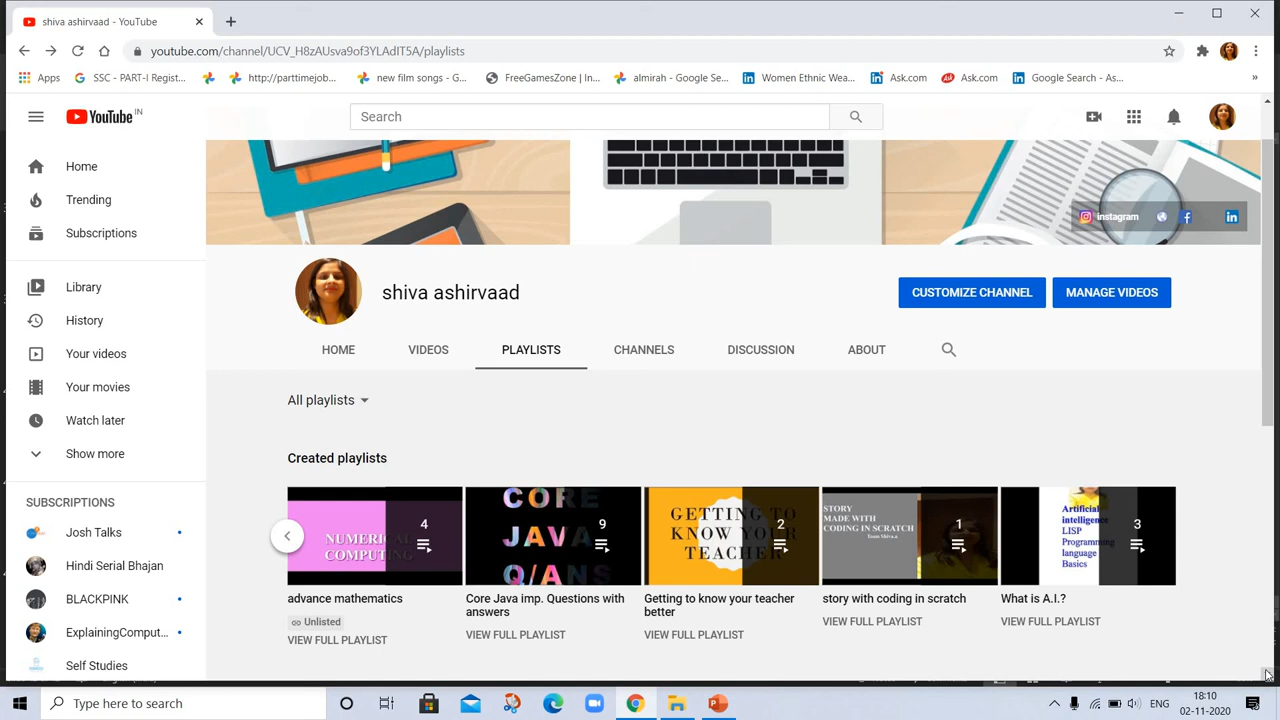 shiva ashirvaad - YouTube
youtube.com/channel/UCV_H8zAUsva9of3YLAdIT5A/playlists
Apps SSC - PART-I Regist... http://parttimejob... new film songs - G... FreeGamesZone | In... almirah - Google Se... Women Ethnic Wea... Ask.com Ask.com Google Search - As... »
YouTube IN
Search
Home
Trending
Subscriptions
Library
History
Your videos
Your movies
Watch later
Show more
SUBSCRIPTIONS
Josh Talks
Hindi Serial Bhajan
BLACKPINK
ExplainingComput...
Self Studies
instagram
shiva ashirvaad
CUSTOMIZE CHANNEL
MANAGE VIDEOS
HOME VIDEOS PLAYLISTS CHANNELS DISCUSSION ABOUT
All playlists
Created playlists
NUMERICAL
COMPUTING
4
advance mathematics
Unlisted
VIEW FULL PLAYLIST
CORE
JAVA
Q/ANS
9
Core Java imp. Questions with
answers
VIEW FULL PLAYLIST
GETTING TO
KNOW YOUR
TEACHER
2
Getting to know your teacher
better
VIEW FULL PLAYLIST
STORY
MADE WITH
CODING IN SCRATCH
1
story with coding in scratch
VIEW FULL PLAYLIST
Artificial
intelligence
LISP
Programming
language
Basics
3
What is A.I.?
VIEW FULL PLAYLIST
Type here to search
ENG
18:10
02-11-2020